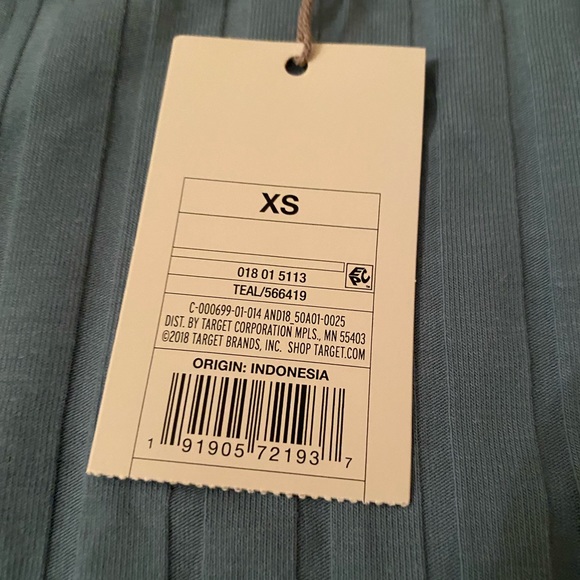 XS
018 01 5113
TEAL/566419
C-000699-01-014 AND18 50A01-0025
DIST. BY TARGET CORPORATION MPLS., MN 55403
©2018 TARGET BRANDS, INC. SHOP TARGET.COM
ORIGIN: INDONESIA
1 91905 72193 7